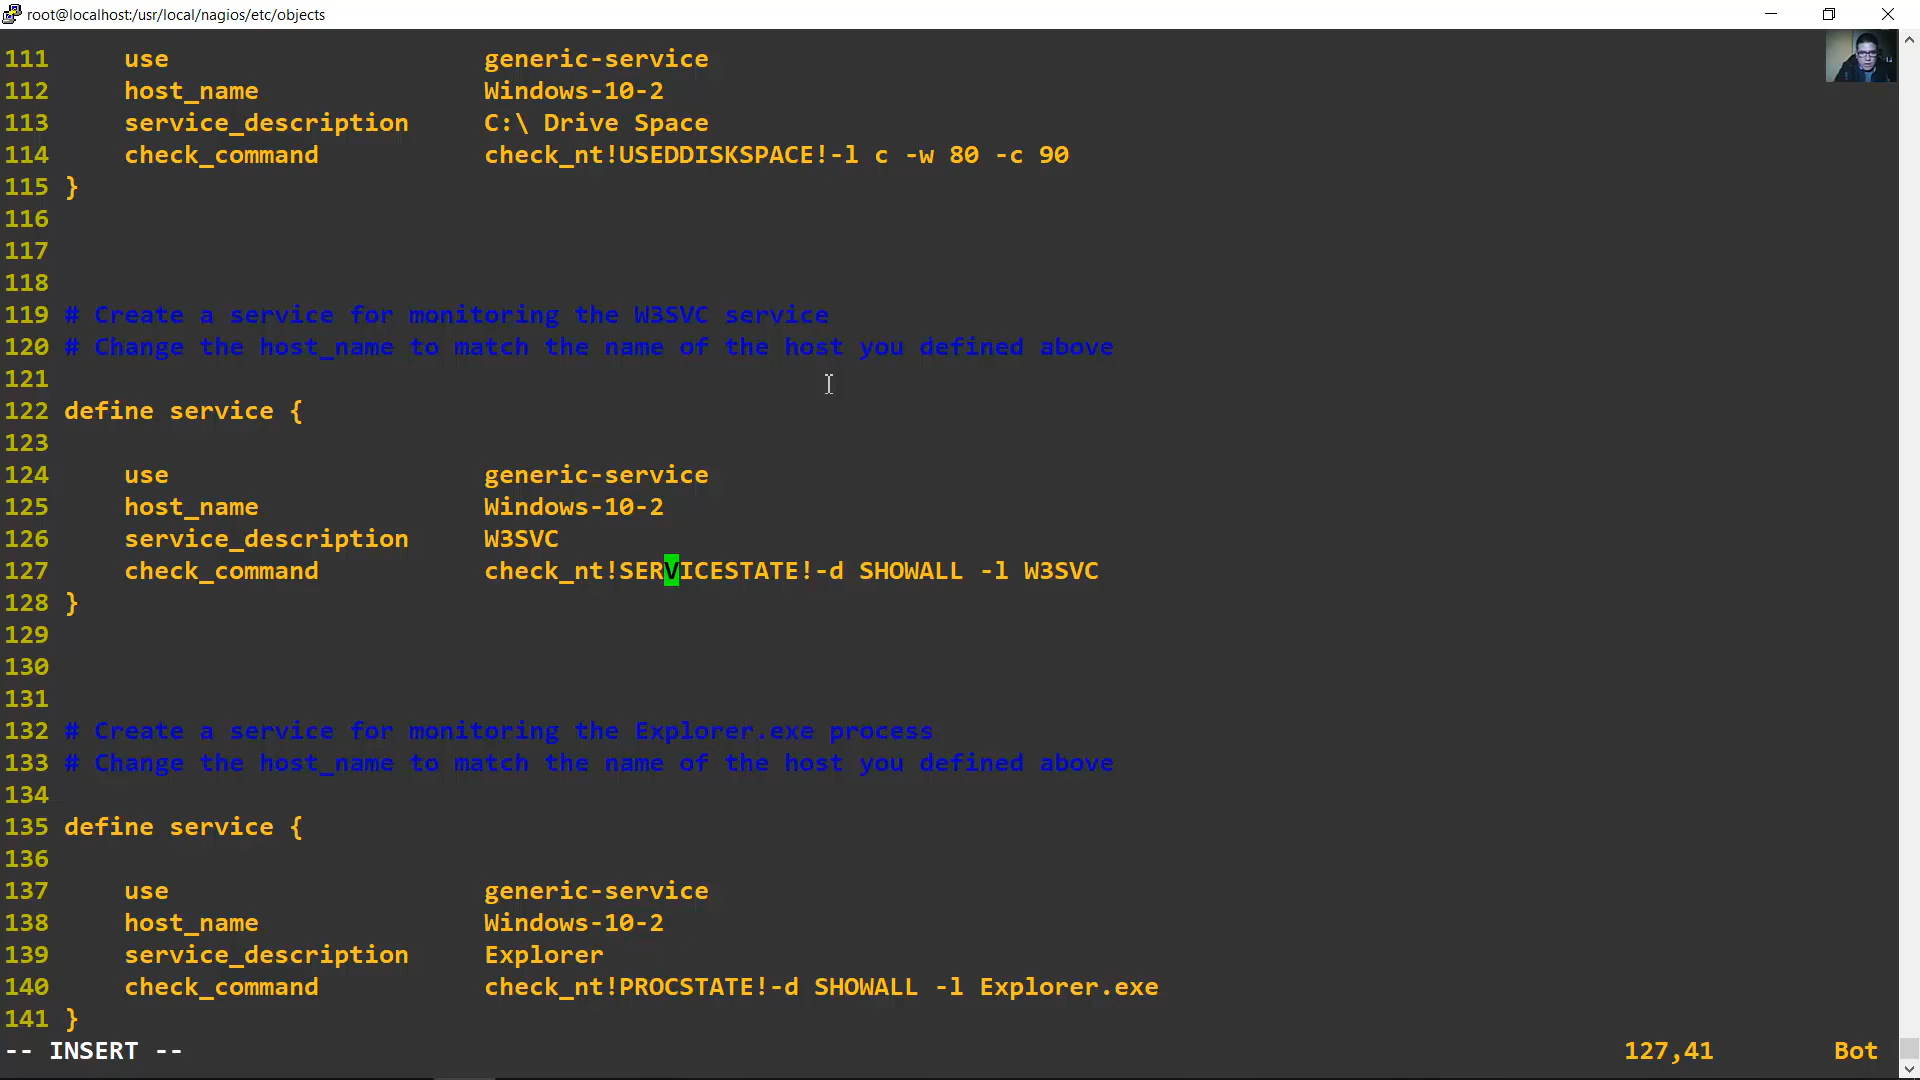 root@localhost:/usr/local/nagios/etc/objects
111 use generic-service
112 host_name Windows-10-2
113 service_description C:\ Drive Space
114 check_command check_nt!USEDDISKSPACE!-l c -w 80 -c 90
115 }
116
117
118
119 # Create a service for monitoring the W3SVC service
120 # Change the host_name to match the name of the host you defined above
121
122 define service {
123
124 use generic-service
125 host_name Windows-10-2
126 service_description W3SVC
127 check_command check_nt!SERVICESTATE!-d SHOWALL -l W3SVC
128 }
129
130
131
132 # Create a service for monitoring the Explorer.exe process
133 # Change the host_name to match the name of the host you defined above
134
135 define service {
136
137 use generic-service
138 host_name Windows-10-2
139 service_description Explorer
140 check_command check_nt!PROCSTATE!-d SHOWALL -l Explorer.exe
141 }
-- INSERT -- 127,41 Bot